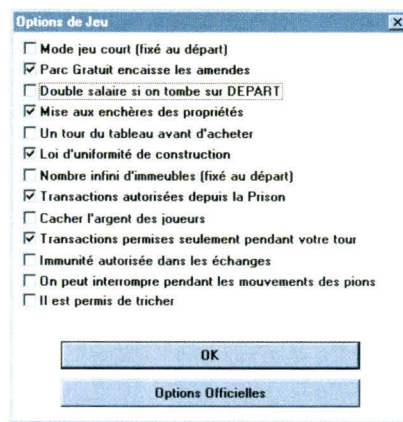 Options de Jeu
Mode jeu court (fixé au départ)
Parc Gratuit encaisse les amendes
Double salaire si on tombe sur DEPART
Mise aux enchères des propriétés
Un tour du tableau avant d'acheter
Loi d'uniformité de construction
Nombre infini d'immeubles (fixé au départ)
Transactions autorisées depuis la Prison
Cacher l'argent des joueurs
Transactions permises seulement pendant votre tour
Immunité autorisée dans les échanges
On peut interrompre pendant les mouvements des pions
Il est permis de tricher
OK
Options Officielles